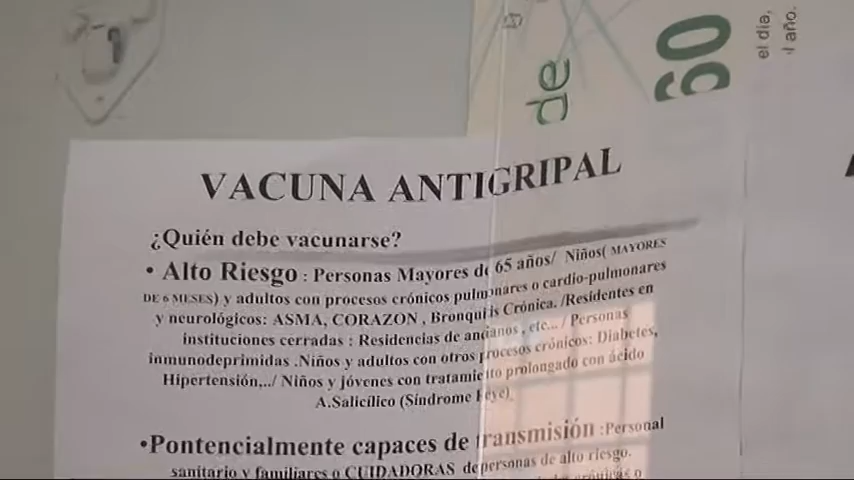 de
60
el día,
l año.
VACUNA ANTIGRIPAL
¿Quién debe vacunarse?
• Alto Riesgo : Personas Mayores de 65 años/ Niños( MAYORES
DE 6 MESES) y adultos con procesos crónicos pulmonares o cardio-pulmonares
y neurológicos: ASMA, CORAZON , Bronquitis Crónica. /Residentes en
instituciones cerradas : Residencias de ancianos , etc... / Personas
inmunodeprimidas .Niños y adultos con otros procesos crónicos: Diabetes,
Hipertensión,../ Niños y jóvenes con tratamiento prolongado con ácido
A.Salicílico (Síndrome Reye)
•Pontencialmente capaces de transmisión :Personal
sanitario y familiares o CUIDADORAS de personas de alto riesgo.
crónicas o